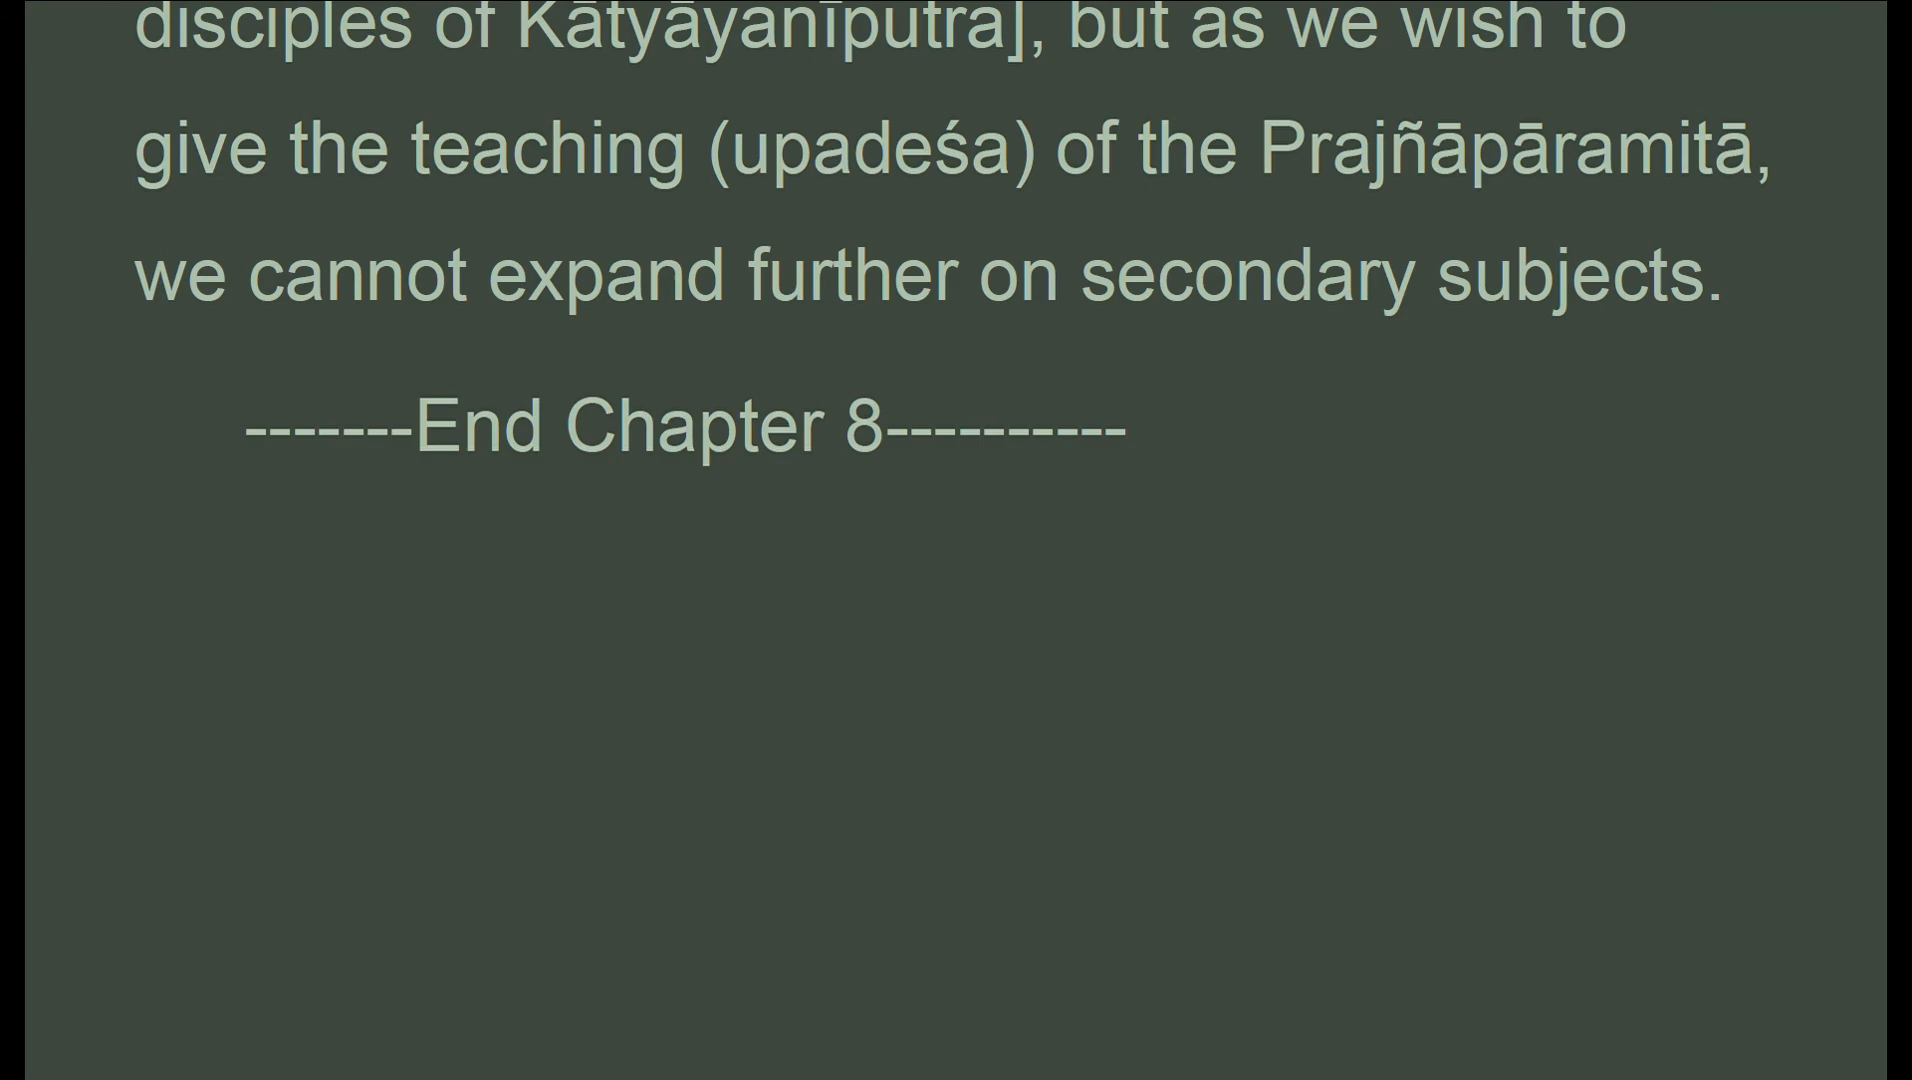 disciples of Kātyāyanīputra], but as we wish to
give the teaching (upadeśa) of the Prajñāpāramitā,
we cannot expand further on secondary subjects.
-------End Chapter 8----------